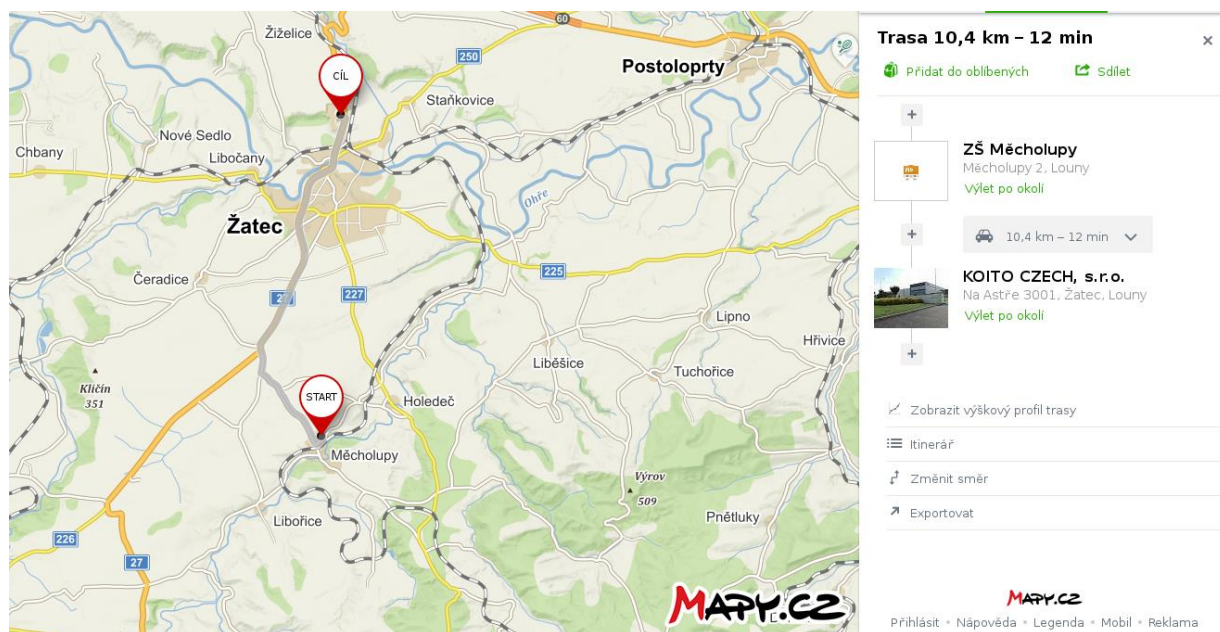 Žiželice
60
250
CÍL
Postoloprty
Staňkovice
Nové Sedlo
Chbany
Libočany
Ohře
Žatec
225
Čeradice
227
27
Lipno
Hřivice
Liběšice
Tuchořice
Kličín
351
START
Holedeč
Měcholupy
Výrov
509
Libořice
Pnětluky
226
27
MAPY.CZ
Trasa 10,4 km – 12 min
×
Přidat do oblíbených Sdílet
+
ZŠ Měcholupy
Měcholupy 2, Louny
Výlet po okolí
+
10,4 km – 12 min
KOITO CZECH, s.r.o.
Na Astře 3001, Žatec, Louny
Výlet po okolí
+
Zobrazit výškový profil trasy
Itinerář
Změnit směr
Exportovat
MAPY.CZ
Přihlásit • Nápověda • Legenda • Mobil • Reklama